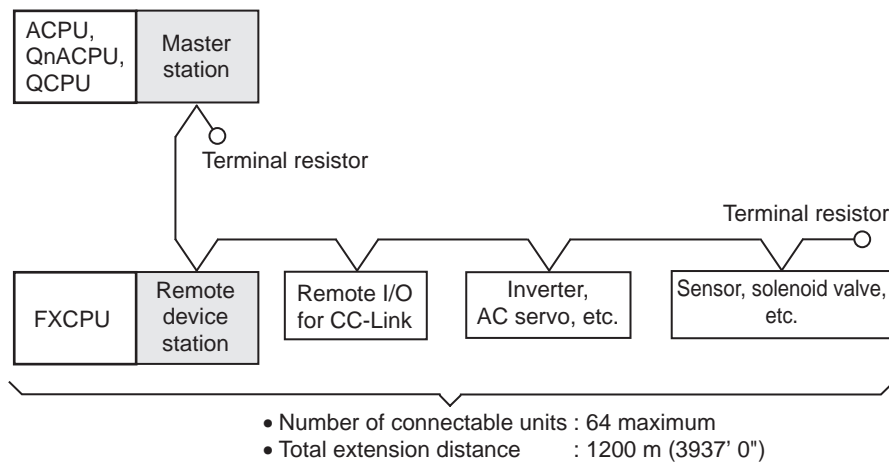 ACPU,
QnACPU,
QCPU
Master
station
Terminal resistor
Terminal resistor
FXCPU
Remote
device
station
Remote I/O
for CC-Link
Inverter,
AC servo, etc.
Sensor, solenoid valve,
etc.
• Number of connectable units : 64 maximum
• Total extension distance : 1200 m (3937' 0")